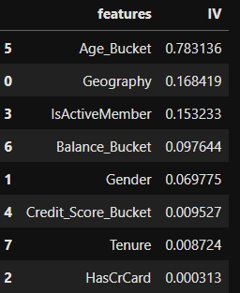 features IV
5 Age_Bucket 0.783136
0 Geography 0.168419
3 IsActiveMember 0.153233
6 Balance_Bucket 0.097644
1 Gender 0.069775
4 Credit_Score_Bucket 0.009527
7 Tenure 0.008724
2 HasCrCard 0.000313